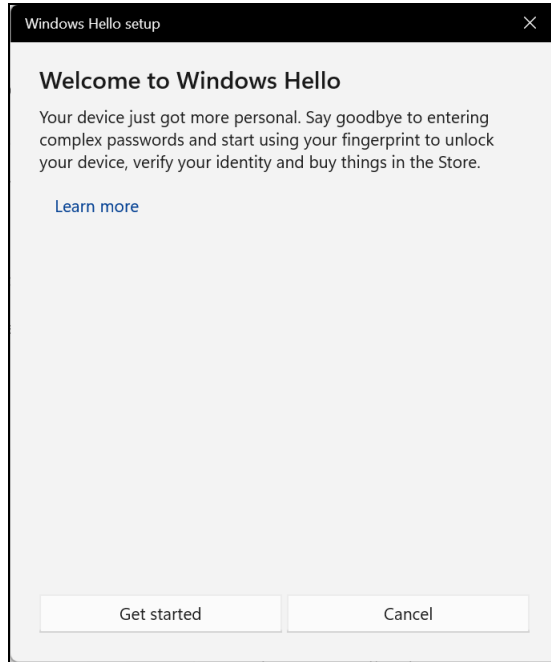 Windows Hello setup
Welcome to Windows Hello
Your device just got more personal. Say goodbye to entering
complex passwords and start using your fingerprint to unlock
your device, verify your identity and buy things in the Store.
Learn more
Get started
Cancel